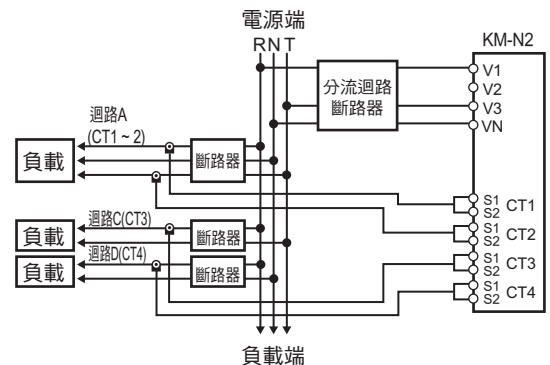 電源端
R N T
KM-N2
分流迴路
斷路器
V1
V2
V3
VN
迴路A
(CT1 ~ 2)
負載
斷路器
S1
S2
CT1
S1
S2
CT2
迴路C(CT3)
負載
斷路器
S1
S2
CT3
迴路D(CT4)
負載
斷路器
S1
S2
CT4
負載端